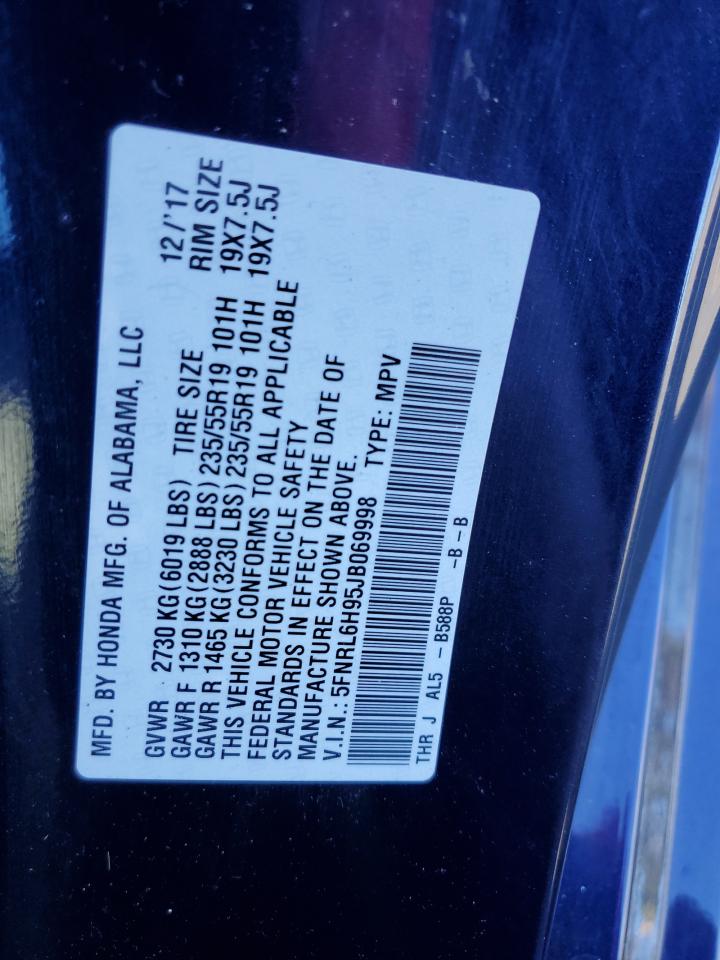 MFD. BY HONDA MFG. OF ALABAMA, LLC 12/'17
GVWR 2730 KG (6019 LBS) TIRE SIZE RIM SIZE
GAWR F 1310 KG (2888 LBS) 235/55R19 101H 19X7.5J
GAWR R 1465 KG (3230 LBS) 235/55R19 101H 19X7.5J
THIS VEHICLE CONFORMS TO ALL APPLICABLE
FEDERAL MOTOR VEHICLE SAFETY
STANDARDS IN EFFECT ON THE DATE OF
MANUFACTURE SHOWN ABOVE.
V.I.N.: 5FNRL6H95JB069998 TYPE: MPV
THR J AL5 - B588P -B-B